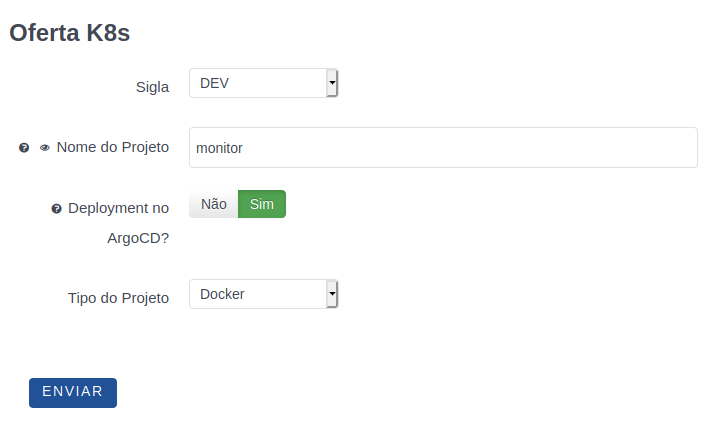 Oferta K8s
Sigla
DEV
Nome do Projeto
monitor
Deployment no
ArgoCD?
Não
Sim
Tipo do Projeto
Docker
ENVIAR